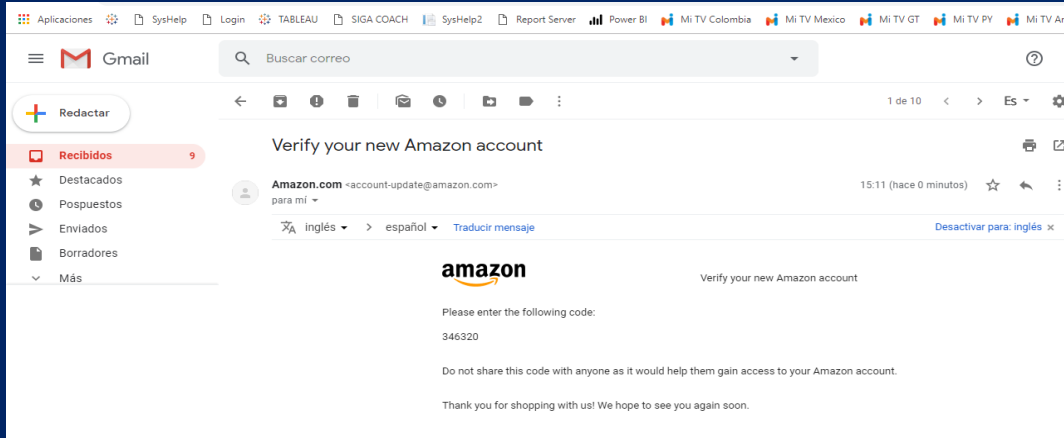 Aplicaciones SysHelp Login TABLEAU SIGA COACH SysHelp2 Report Server Power BI Mi TV Colombia Mi TV Mexico Mi TV GT Mi TV PY Mi TV Ar
Gmail Buscar correo
Redactar 1 de 10 Es
Verify your new Amazon account
Recibidos 9
Destacados
Pospuestos
Enviados
Borradores
Más
Amazon.com <account-update@amazon.com> 15:11 (hace 0 minutos)
para mí
inglés > español Traducir mensaje Desactivar para: inglés x
amazon Verify your new Amazon account
Please enter the following code:
346320
Do not share this code with anyone as it would help them gain access to your Amazon account.
Thank you for shopping with us! We hope to see you again soon.